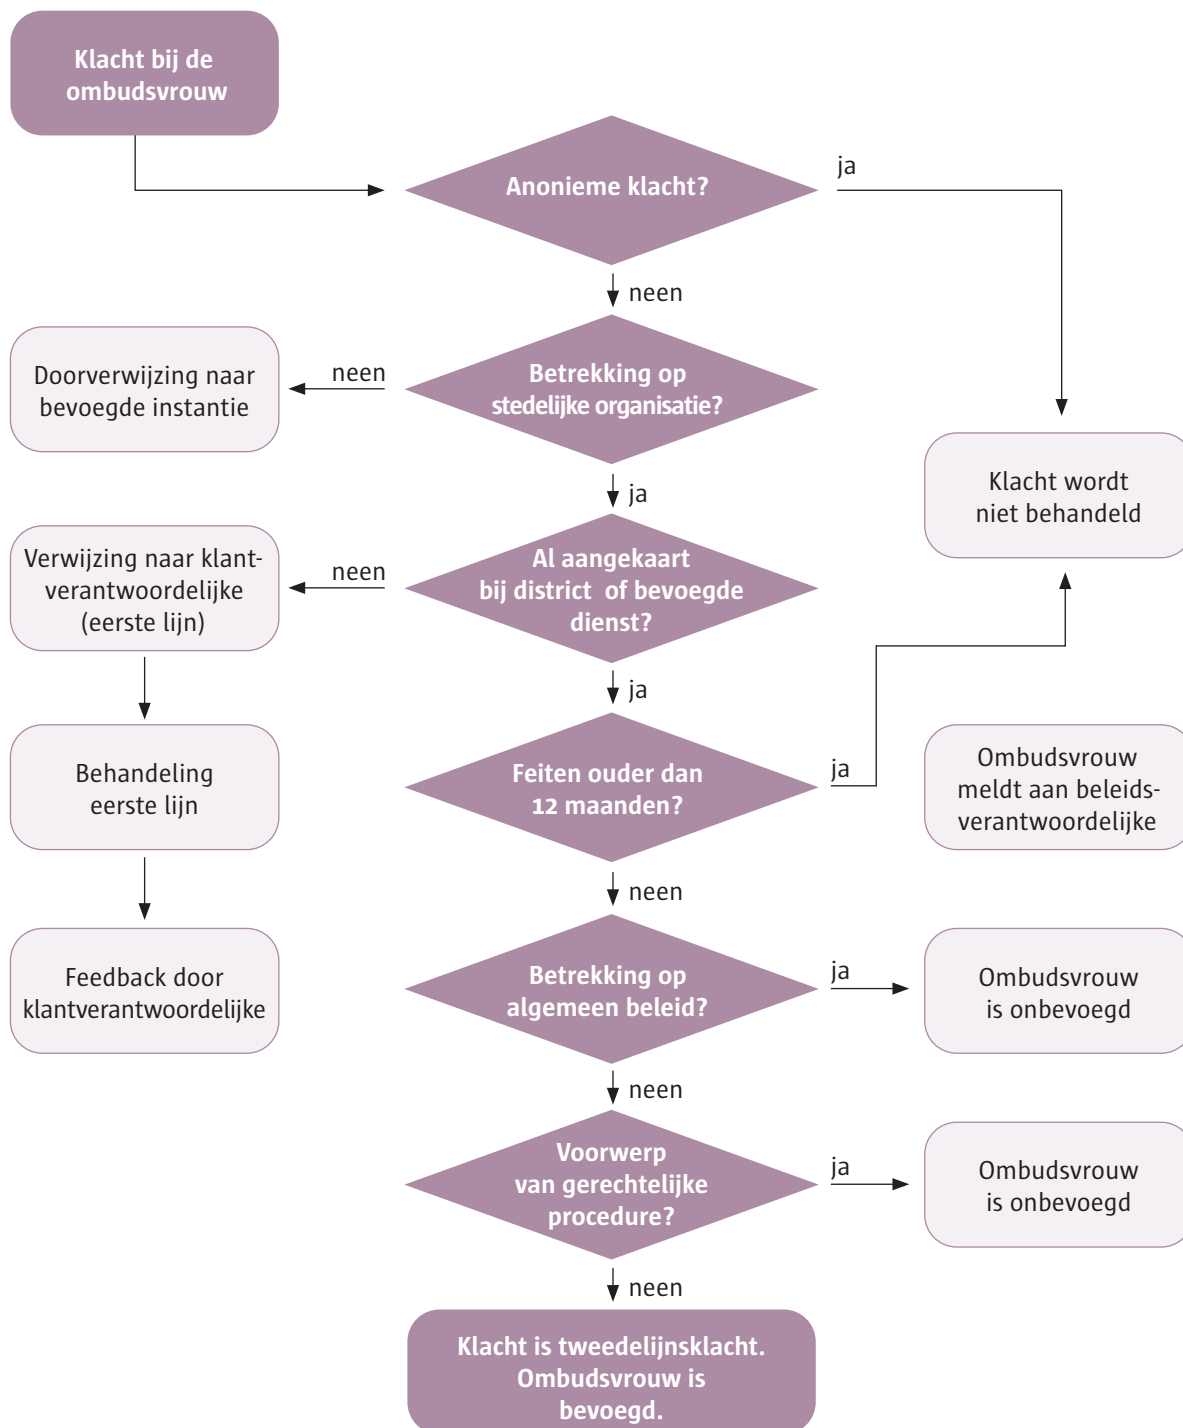 Klacht bij de
ombudsvrouw
Anonieme klacht?
ja
neen
Betrekking op
stedelijke organisatie?
neen
Doorverwijzing naar
bevoegde instantie
ja
Klacht wordt
niet behandeld
Al aangekaart
bij district of bevoegde
dienst?
neen
Verwijzing naar klant-
verantwoordelijke
(eerste lijn)
ja
Behandeling
eerste lijn
Feiten ouder dan
12 maanden?
ja
Ombudsvrouw
meldt aan beleids-
verantwoordelijke
neen
Feedback door
klantverantwoordelijke
Betrekking op
algemeen beleid?
ja
Ombudsvrouw
is onbevoegd
neen
Voorwerp
van gerechtelijke
procedure?
ja
Ombudsvrouw
is onbevoegd
neen
Klacht is tweedelijnsklacht.
Ombudsvrouw is
bevoegd.